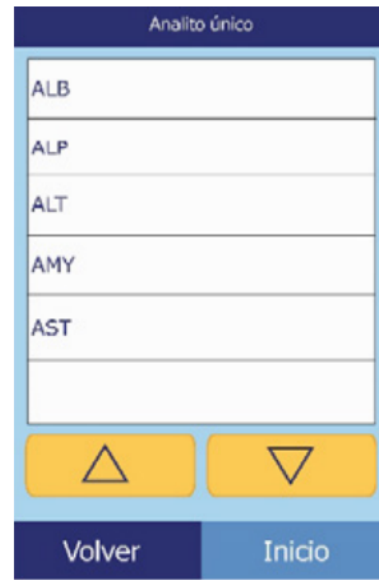 Analito único
ALB
ALP
ALT
AMY
AST
Volver Inicio